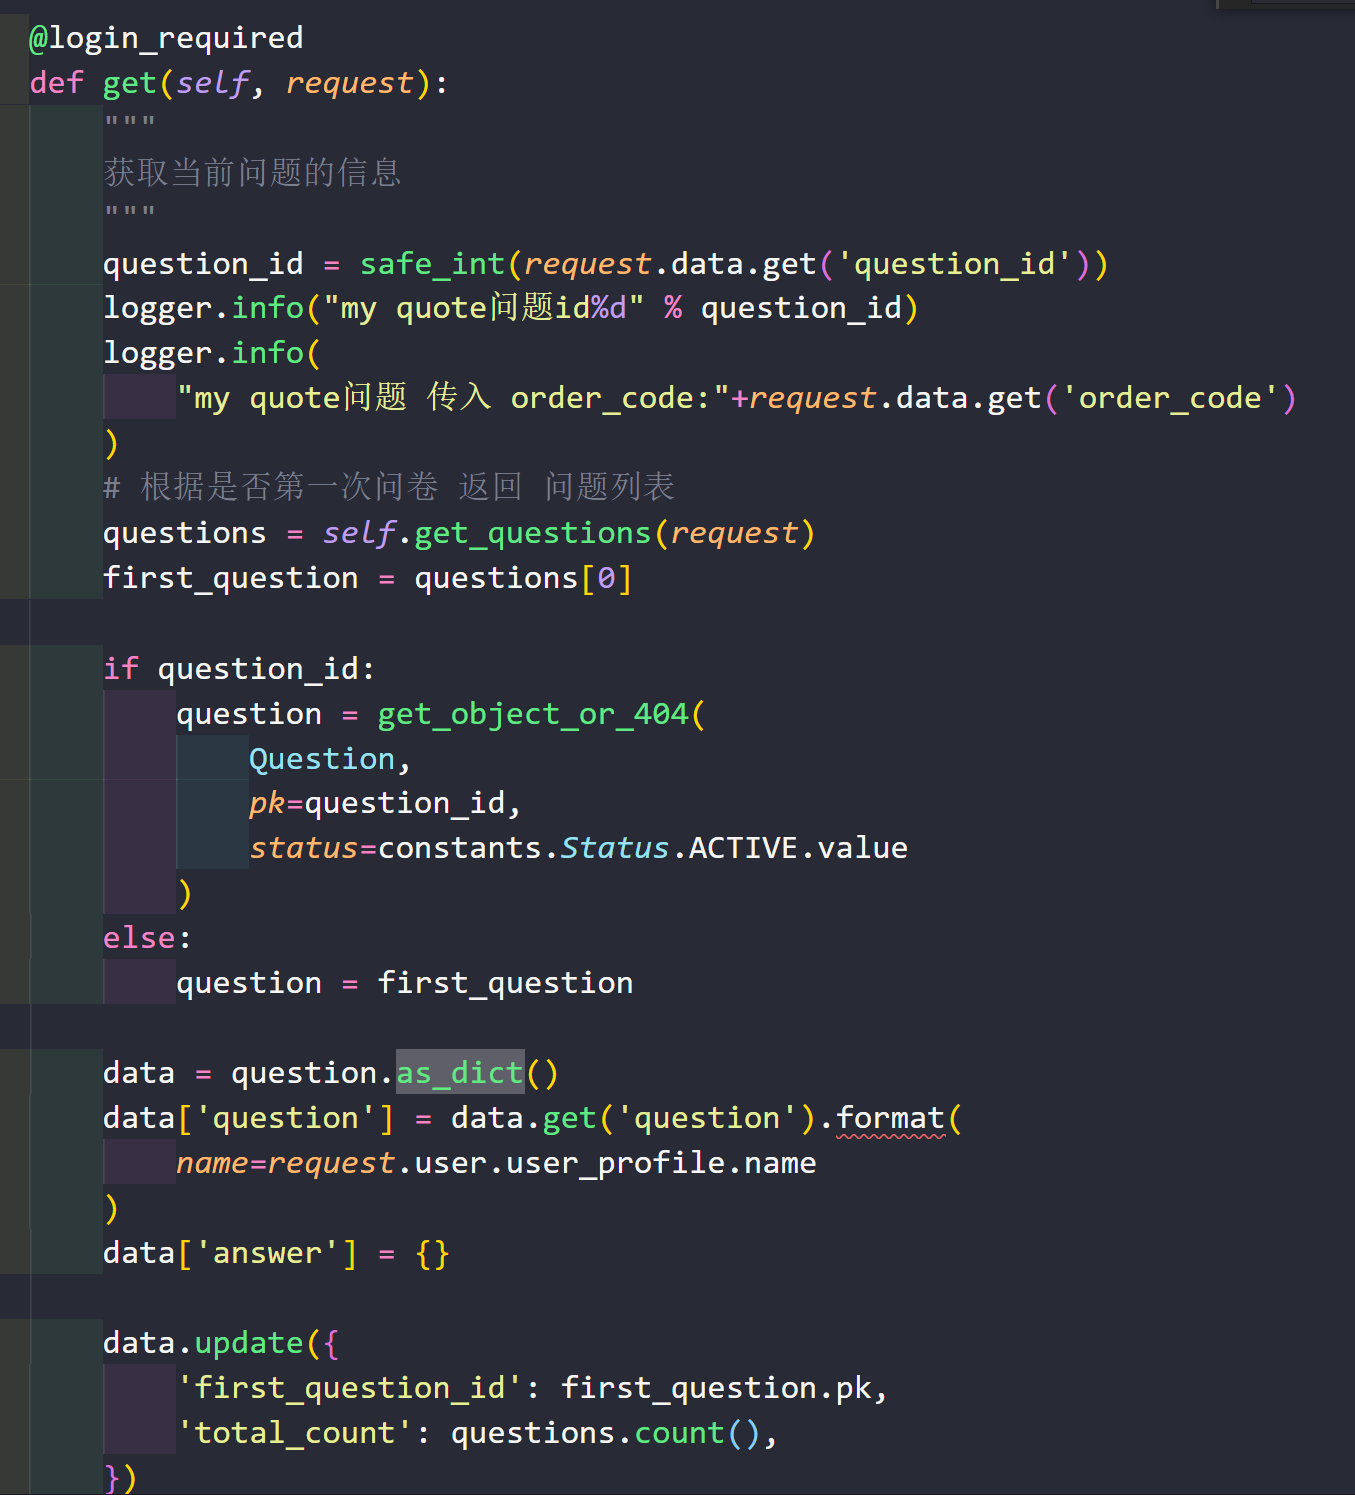 @login_required
def get(self, request):
    """
    获取当前问题的信息
    """
    question_id = safe_int(request.data.get('question_id'))
    logger.info("my quote问题id%d" % question_id)
    logger.info(
        "my quote问题 传入 order_code:"+request.data.get('order_code')
    )
    # 根据是否第一次问卷 返回 问题列表
    questions = self.get_questions(request)
    first_question = questions[0]

    if question_id:
        question = get_object_or_404(
            Question,
            pk=question_id,
            status=constants.Status.ACTIVE.value
        )
    else:
        question = first_question

    data = question.as_dict()
    data['question'] = data.get('question').format(
        name=request.user.user_profile.name
    )
    data['answer'] = {}

    data.update({
        'first_question_id': first_question.pk,
        'total_count': questions.count(),
    })